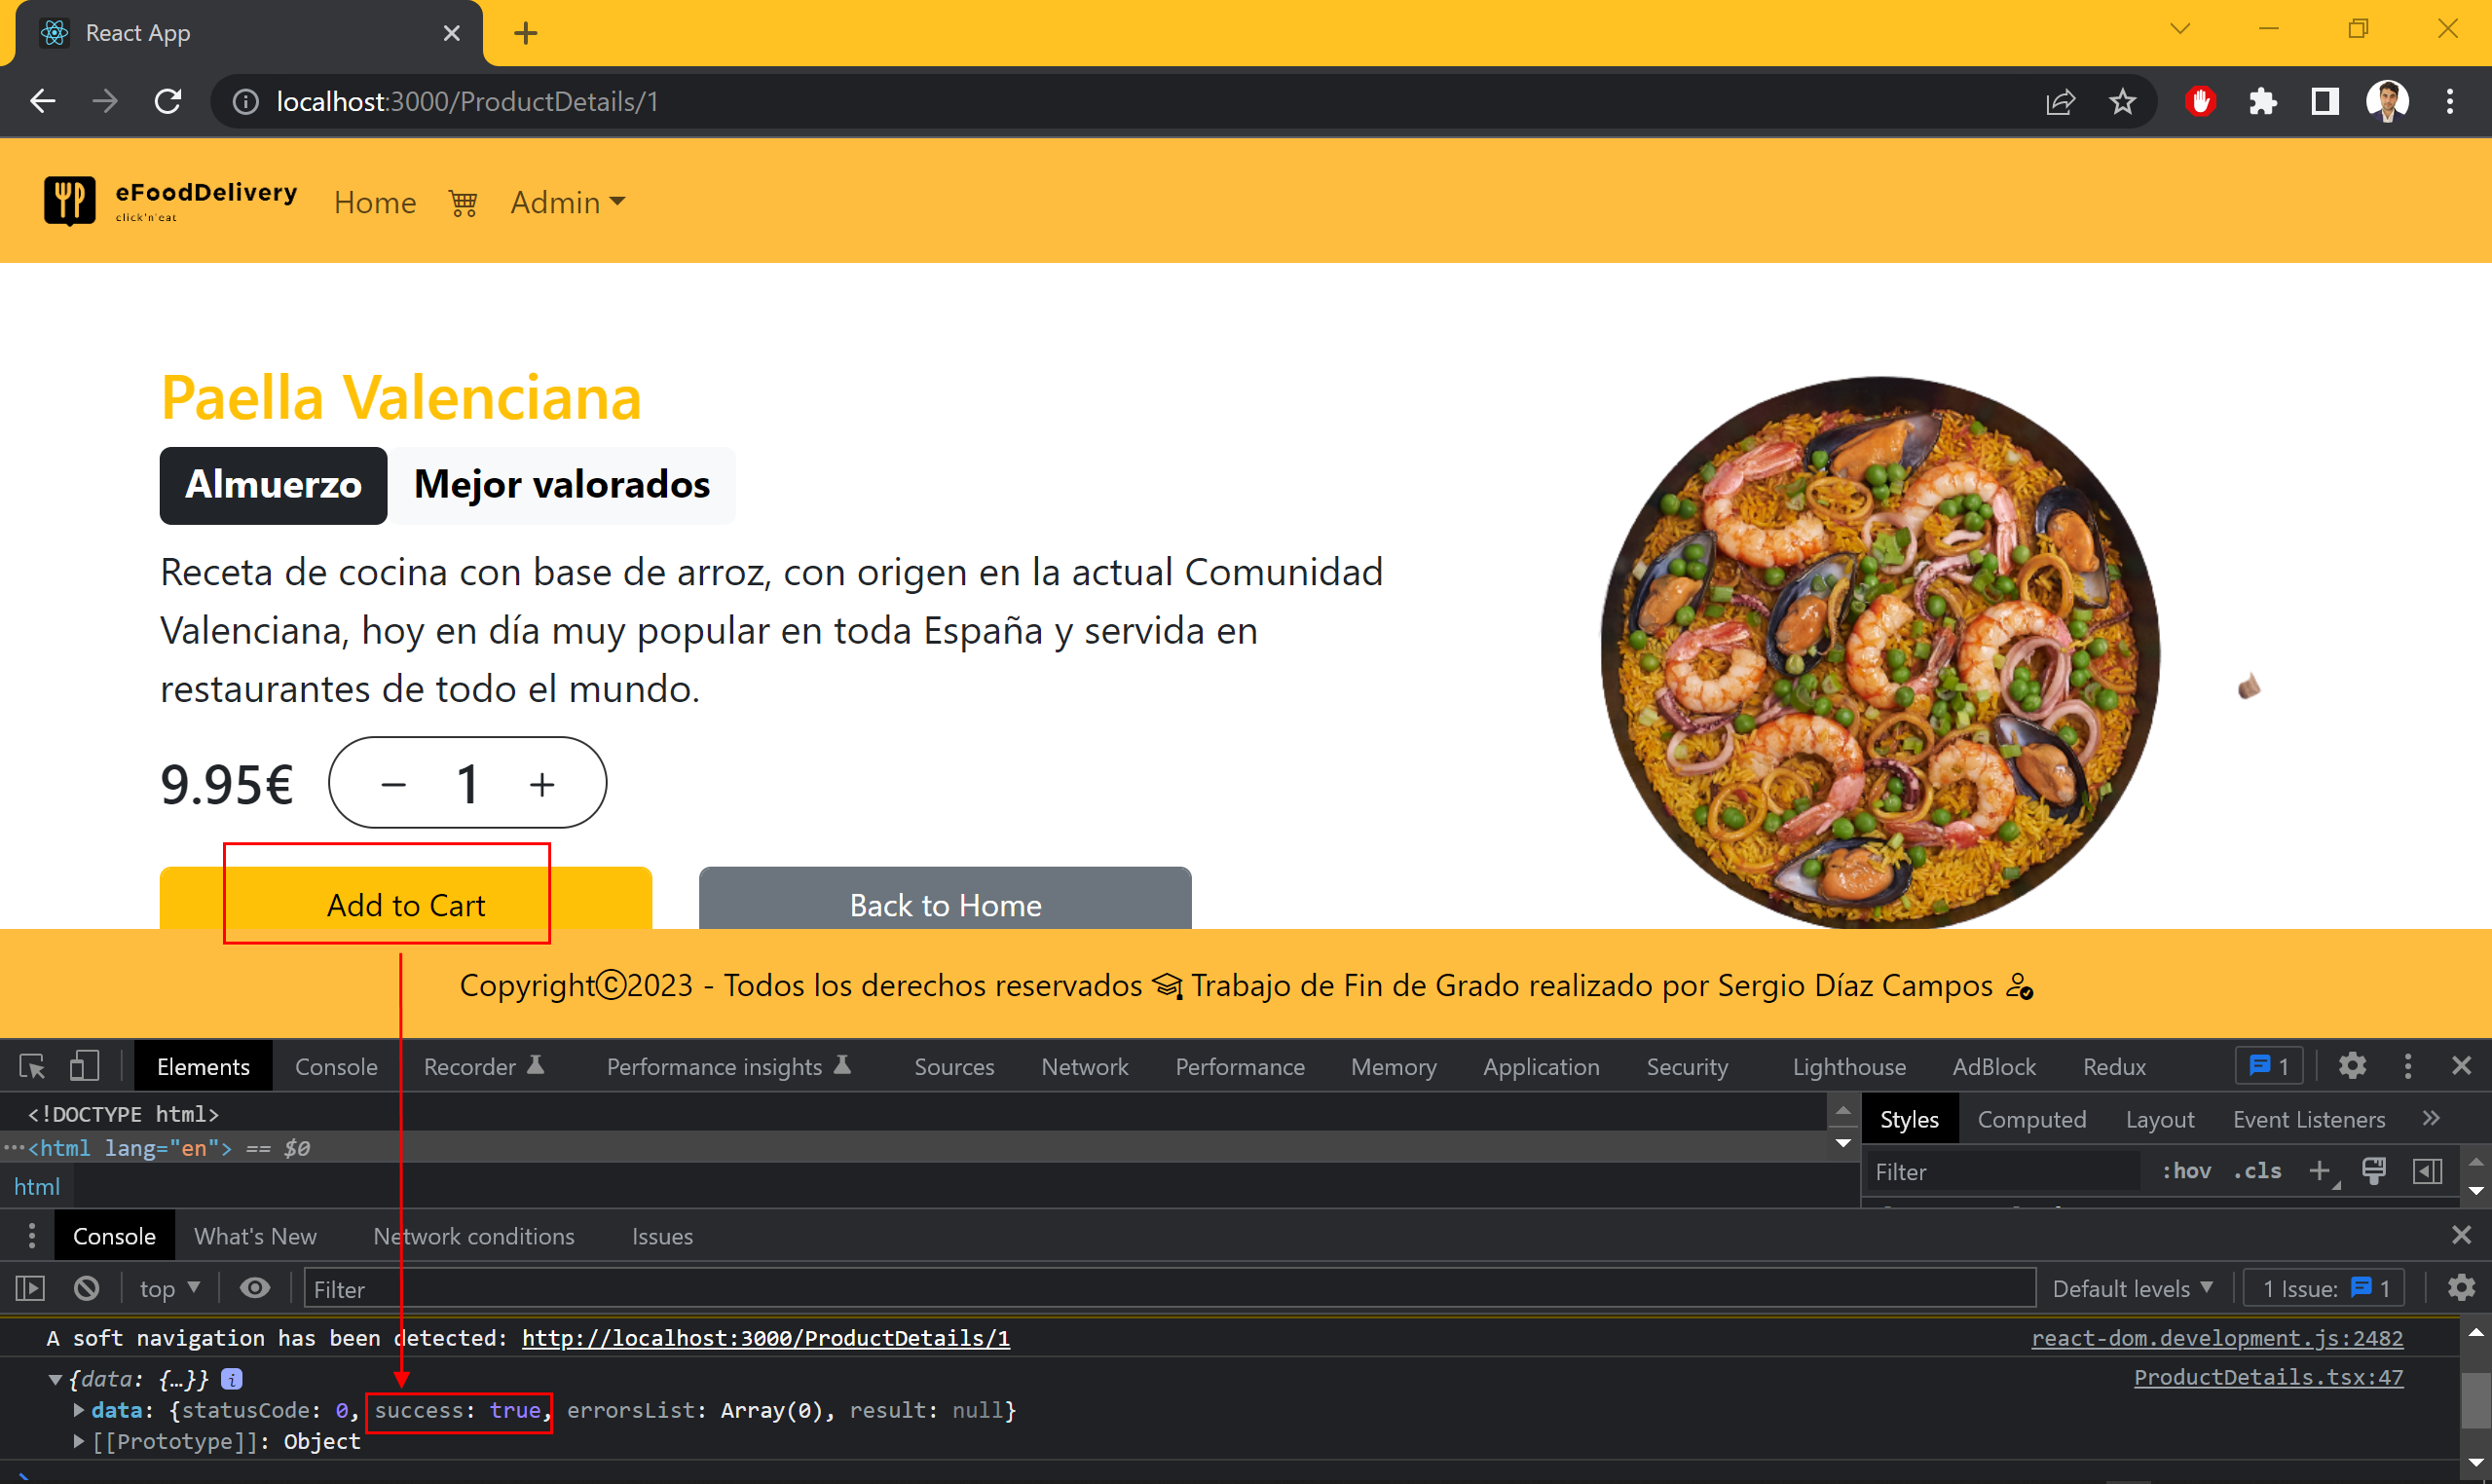 React App
localhost:3000/ProductDetails/1
eFoodDelivery
click'n'eat
Home
Admin
Paella Valenciana
Almuerzo Mejor valorados
Receta de cocina con base de arroz, con origen en la actual Comunidad
Valenciana, hoy en día muy popular en toda España y servida en
restaurantes de todo el mundo.
9.95€ − 1 +
Add to Cart Back to Home
Copyright©2023 - Todos los derechos reservados Trabajo de Fin de Grado realizado por Sergio Díaz Campos
Elements Console Recorder Performance insights Sources Network Performance Memory Application Security Lighthouse AdBlock Redux 1
<!DOCTYPE html>
···<html lang="en"> == $0
html
Styles Computed Layout Event Listeners »
Filter :hov .cls +
Console What's New Network conditions Issues
top ▼ Filter Default levels ▼ 1 Issue: 1
A soft navigation has been detected: http://localhost:3000/ProductDetails/1 react-dom.development.js:2482
▼{data: {…}} i ProductDetails.tsx:47
▶data: {statusCode: 0, success: true, errorsList: Array(0), result: null}
▶[[Prototype]]: Object